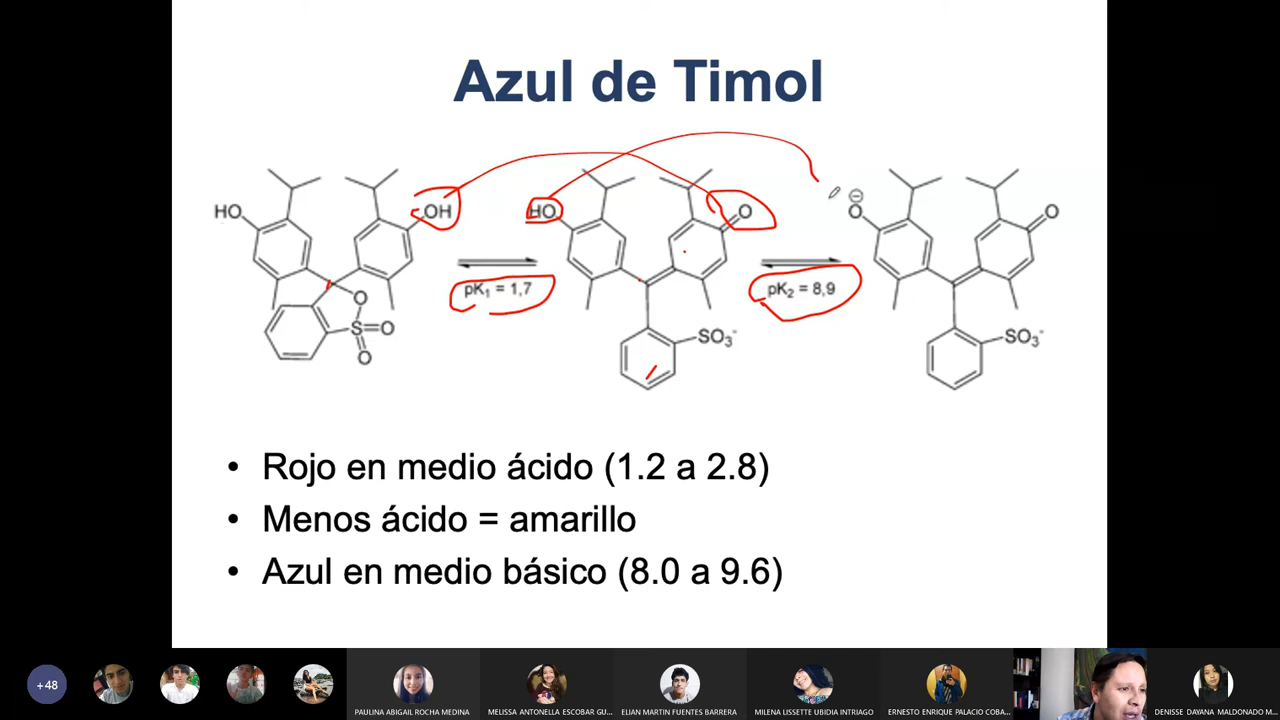 Azul de Timol
HO
OH
HO
O
O
⊖
O
pK₁ = 1,7
pK₂ = 8,9
O
S
O
O
SO₃⁻
SO₃⁻
• Rojo en medio ácido (1.2 a 2.8)
• Menos ácido = amarillo
• Azul en medio básico (8.0 a 9.6)
+48
PAULINA ABIGAIL ROCHA MEDINA
MELISSA ANTONELLA ESCOBAR GU...
ELIAN MARTIN FUENTES BARRERA
MILENA LISSETTE UBIDIA INTRIAGO
ERNESTO ENRIQUE PALACIO COBA...
DENISSE DAYANA MALDONADO M...